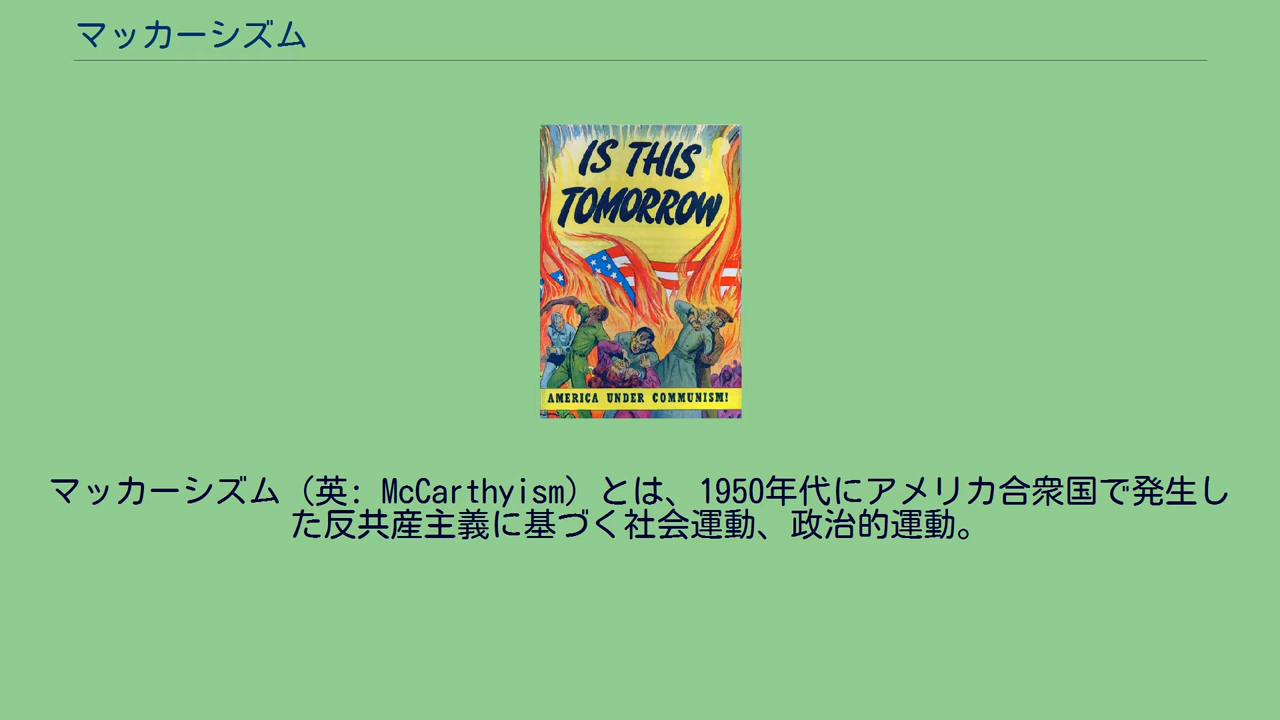 マッカーシズム
IS THIS
TOMORROW
AMERICA UNDER COMMUNISM!
マッカーシズム（英: McCarthyism）とは、1950年代にアメリカ合衆国で発生し
た反共産主義に基づく社会運動、政治的運動。